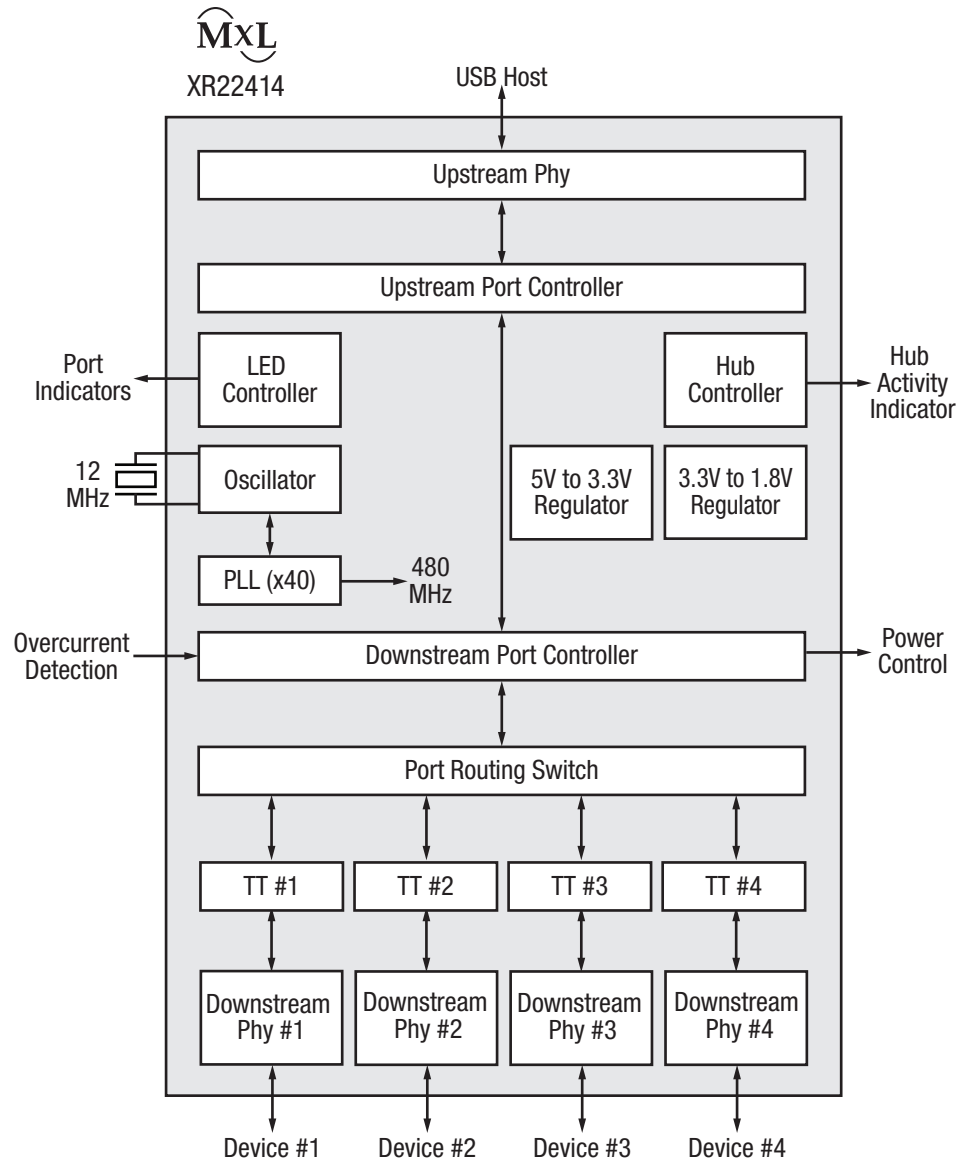 MxL
XR22414
USB Host
Upstream Phy
Upstream Port Controller
Port
Indicators
LED
Controller
Hub
Controller
Hub
Activity
Indicator
12
MHz
Oscillator
5V to 3.3V
Regulator
3.3V to 1.8V
Regulator
PLL (x40)
480
MHz
Overcurrent
Detection
Downstream Port Controller
Power
Control
Port Routing Switch
TT #1
TT #2
TT #3
TT #4
Downstream
Phy #1
Downstream
Phy #2
Downstream
Phy #3
Downstream
Phy #4
Device #1
Device #2
Device #3
Device #4